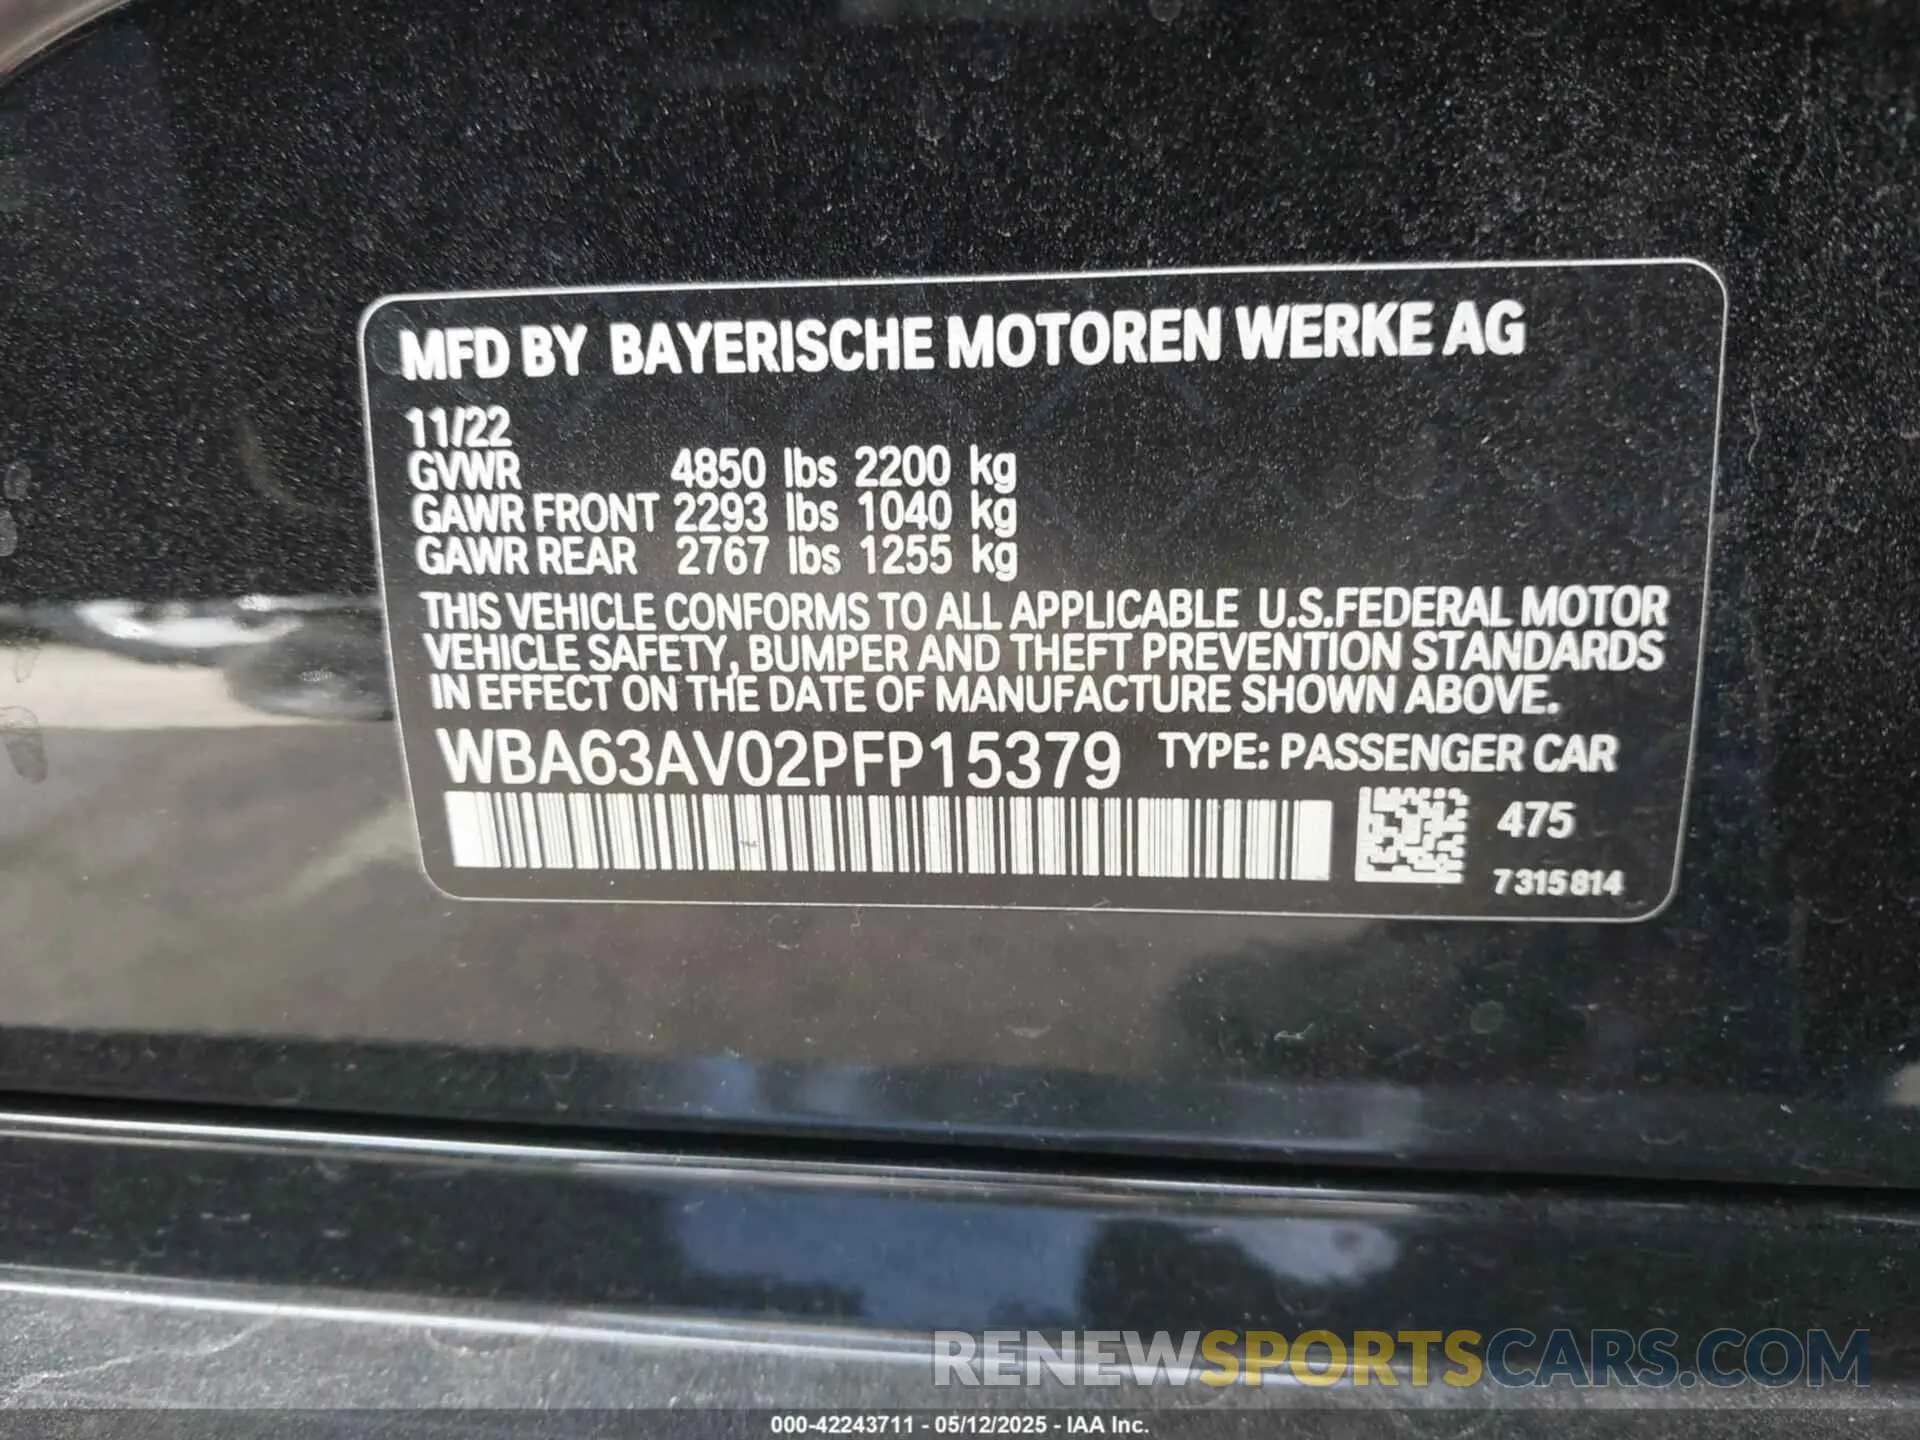 MFD BY BAYERISCHE MOTOREN WERKE AG
11/22
GVWR 4850 lbs 2200 kg
GAWR FRONT 2293 lbs 1040 kg
GAWR REAR 2767 lbs 1255 kg
THIS VEHICLE CONFORMS TO ALL APPLICABLE U.S.FEDERAL MOTOR
VEHICLE SAFETY, BUMPER AND THEFT PREVENTION STANDARDS
IN EFFECT ON THE DATE OF MANUFACTURE SHOWN ABOVE.
WBA63AV02PFP15379 TYPE: PASSENGER CAR
475
7315814
RENEWSPORTSCARS.COM
000-42243711 - 05/12/2025 - IAA Inc.